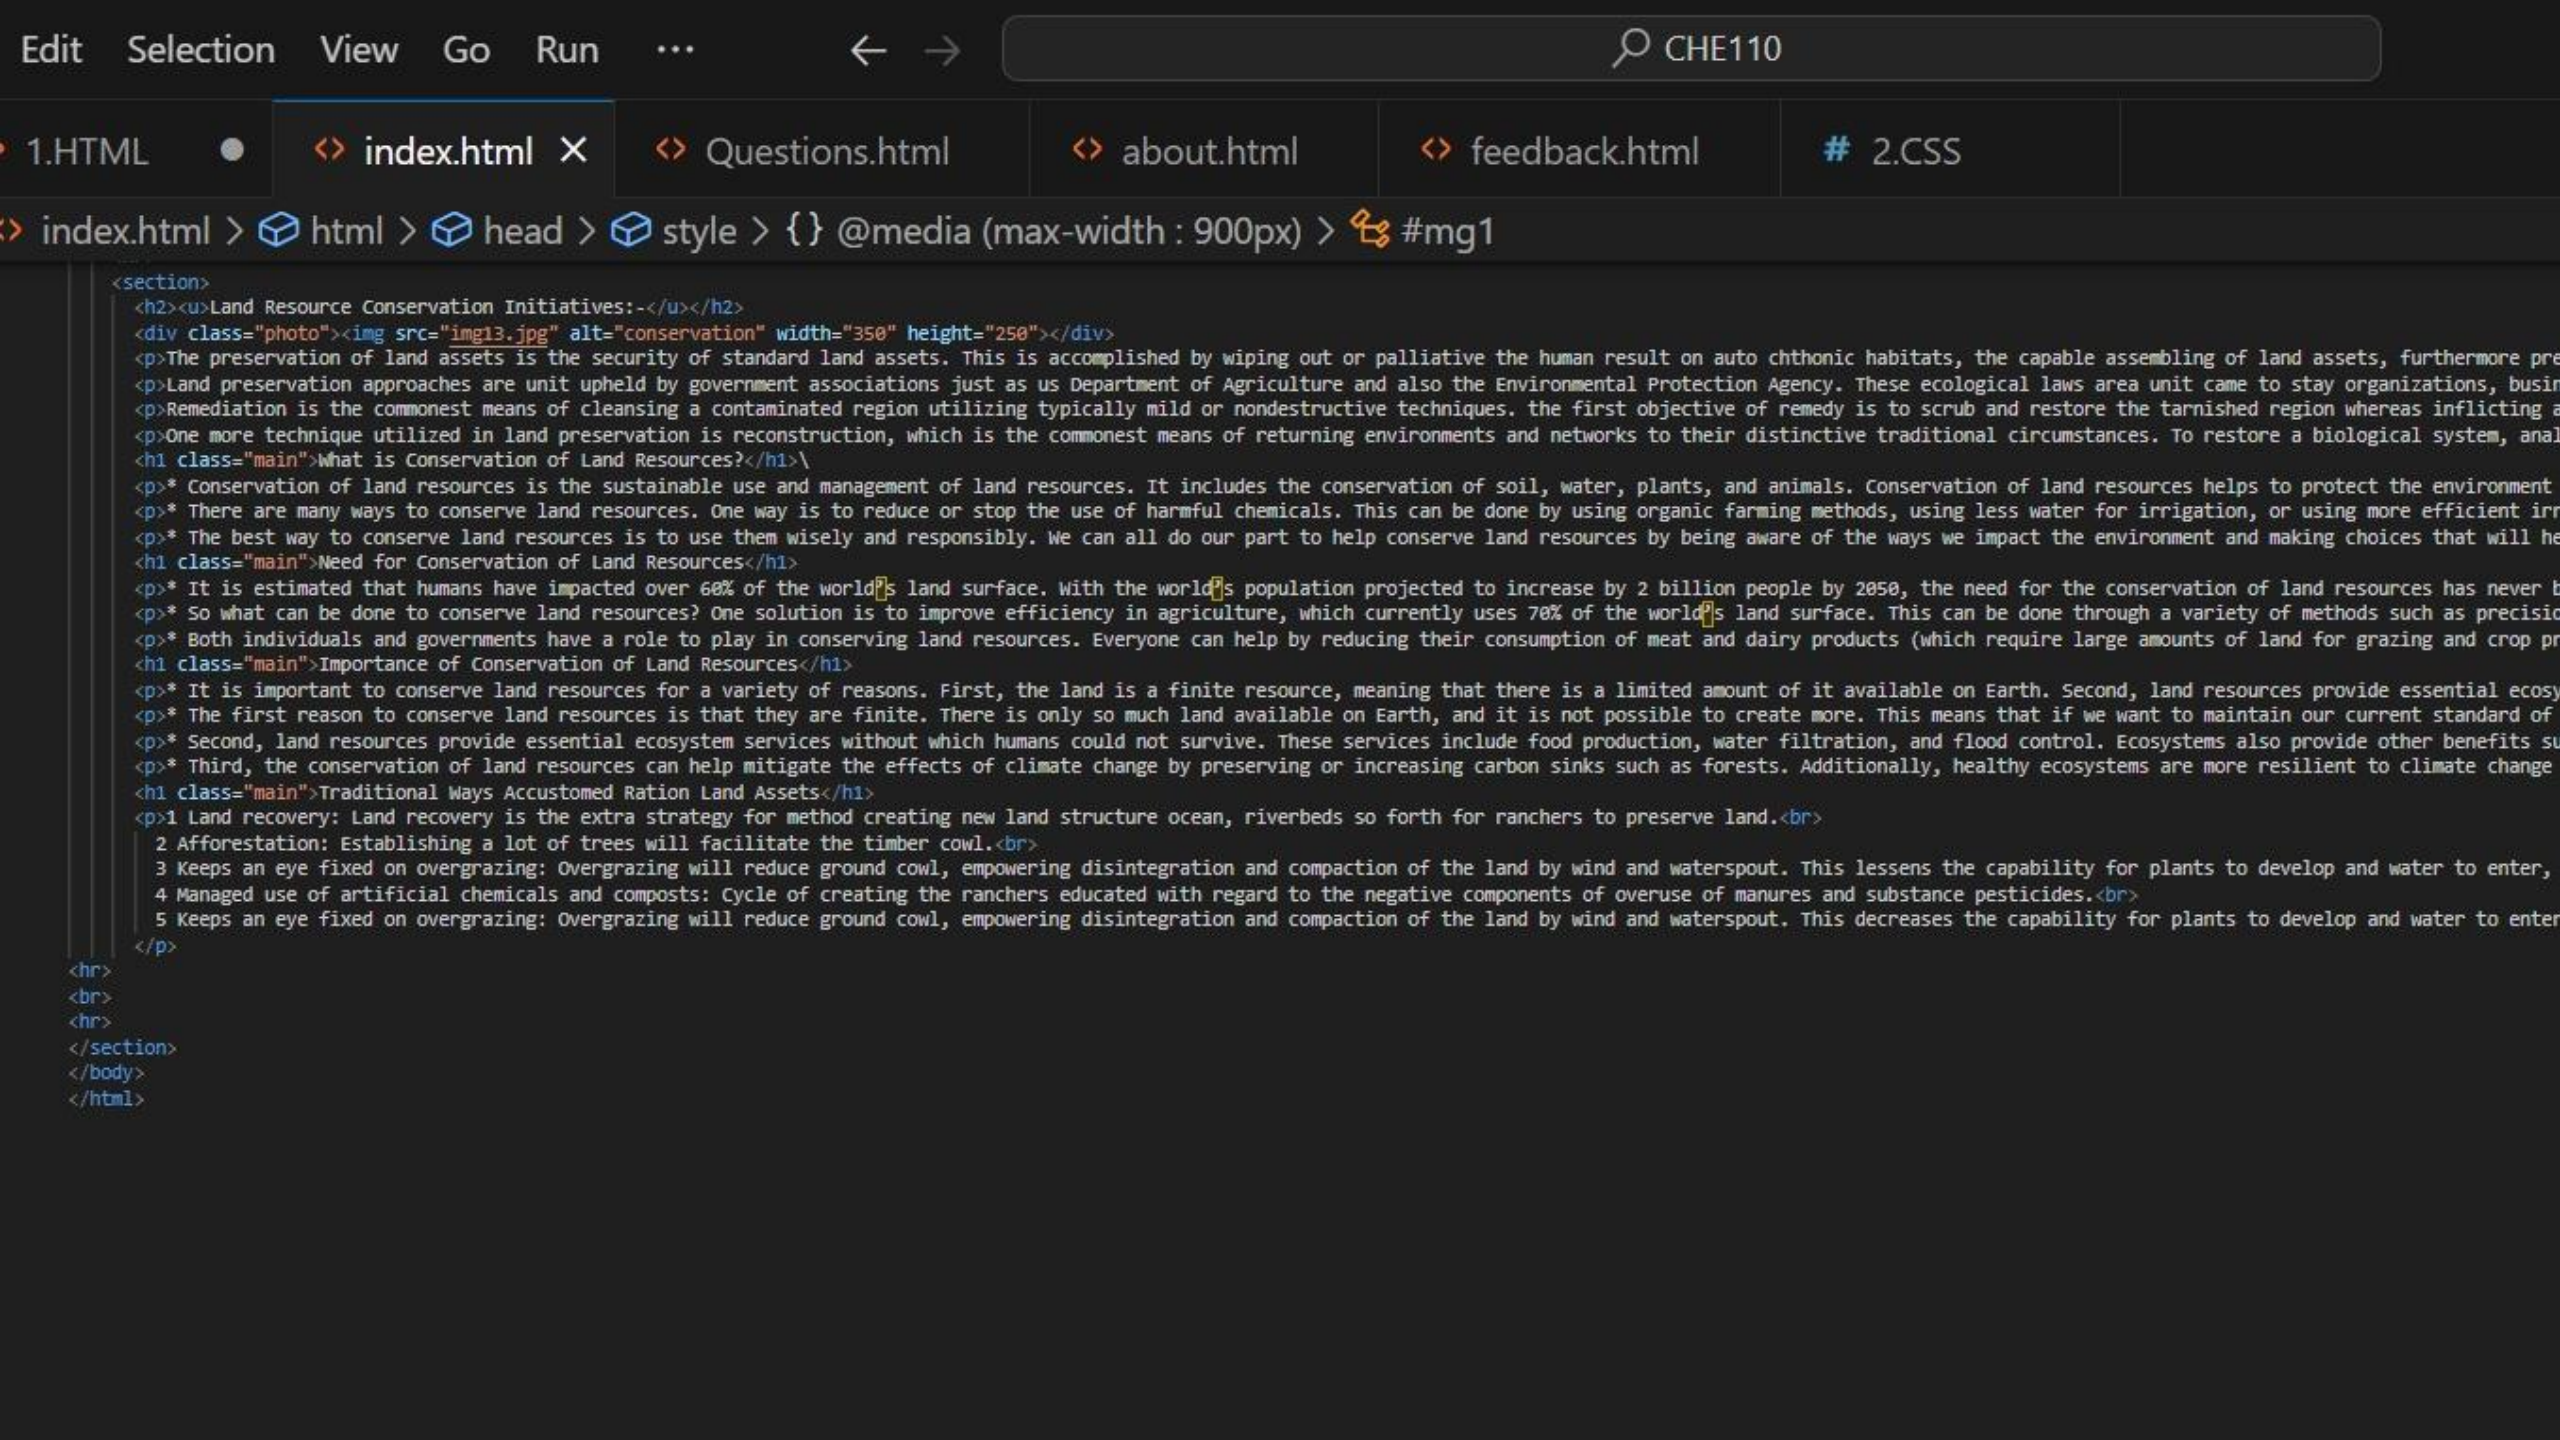 Edit Selection View Go Run ··· ← → CHE110
1.HTML ● <> index.html × <> Questions.html <> about.html <> feedback.html # 2.CSS
<> index.html > html > head > style > {} @media (max-width : 900px) > #mg1
<section>
<h2><u>Land Resource Conservation Initiatives:-</u></h2>
<div class="photo"><img src="img13.jpg" alt="conservation" width="350" height="250"></div>
<p>The preservation of land assets is the security of standard land assets. This is accomplished by wiping out or palliative the human result on auto chthonic habitats, the capable assembling of land assets, furthermore pre
<p>Land preservation approaches are unit upheld by government associations just as us Department of Agriculture and also the Environmental Protection Agency. These ecological laws area unit came to stay organizations, busin
<p>Remediation is the commonest means of cleansing a contaminated region utilizing typically mild or nondestructive techniques. the first objective of remedy is to scrub and restore the tarnished region whereas inflicting a
<p>One more technique utilized in land preservation is reconstruction, which is the commonest means of returning environments and networks to their distinctive traditional circumstances. To restore a biological system, anal
<h1 class="main">What is Conservation of Land Resources?</h1>\
<p>* Conservation of land resources is the sustainable use and management of land resources. It includes the conservation of soil, water, plants, and animals. Conservation of land resources helps to protect the environment
<p>* There are many ways to conserve land resources. One way is to reduce or stop the use of harmful chemicals. This can be done by using organic farming methods, using less water for irrigation, or using more efficient irr
<p>* The best way to conserve land resources is to use them wisely and responsibly. We can all do our part to help conserve land resources by being aware of the ways we impact the environment and making choices that will he
<h1 class="main">Need for Conservation of Land Resources</h1>
<p>* It is estimated that humans have impacted over 60% of the world’s land surface. With the world’s population projected to increase by 2 billion people by 2050, the need for the conservation of land resources has never b
<p>* So what can be done to conserve land resources? One solution is to improve efficiency in agriculture, which currently uses 70% of the world’s land surface. This can be done through a variety of methods such as precisio
<p>* Both individuals and governments have a role to play in conserving land resources. Everyone can help by reducing their consumption of meat and dairy products (which require large amounts of land for grazing and crop pr
<h1 class="main">Importance of Conservation of Land Resources</h1>
<p>* It is important to conserve land resources for a variety of reasons. First, the land is a finite resource, meaning that there is a limited amount of it available on Earth. Second, land resources provide essential ecosy
<p>* The first reason to conserve land resources is that they are finite. There is only so much land available on Earth, and it is not possible to create more. This means that if we want to maintain our current standard of
<p>* Second, land resources provide essential ecosystem services without which humans could not survive. These services include food production, water filtration, and flood control. Ecosystems also provide other benefits su
<p>* Third, the conservation of land resources can help mitigate the effects of climate change by preserving or increasing carbon sinks such as forests. Additionally, healthy ecosystems are more resilient to climate change
<h1 class="main">Traditional Ways Accustomed Ration Land Assets</h1>
<p>1 Land recovery: Land recovery is the extra strategy for method creating new land structure ocean, riverbeds so forth for ranchers to preserve land.<br>
2 Afforestation: Establishing a lot of trees will facilitate the timber cowl.<br>
3 Keeps an eye fixed on overgrazing: Overgrazing will reduce ground cowl, empowering disintegration and compaction of the land by wind and waterspout. This lessens the capability for plants to develop and water to enter,
4 Managed use of artificial chemicals and composts: Cycle of creating the ranchers educated with regard to the negative components of overuse of manures and substance pesticides.<br>
5 Keeps an eye fixed on overgrazing: Overgrazing will reduce ground cowl, empowering disintegration and compaction of the land by wind and waterspout. This decreases the capability for plants to develop and water to enter
</p>
<hr>
<br>
<hr>
</section>
</body>
</html>